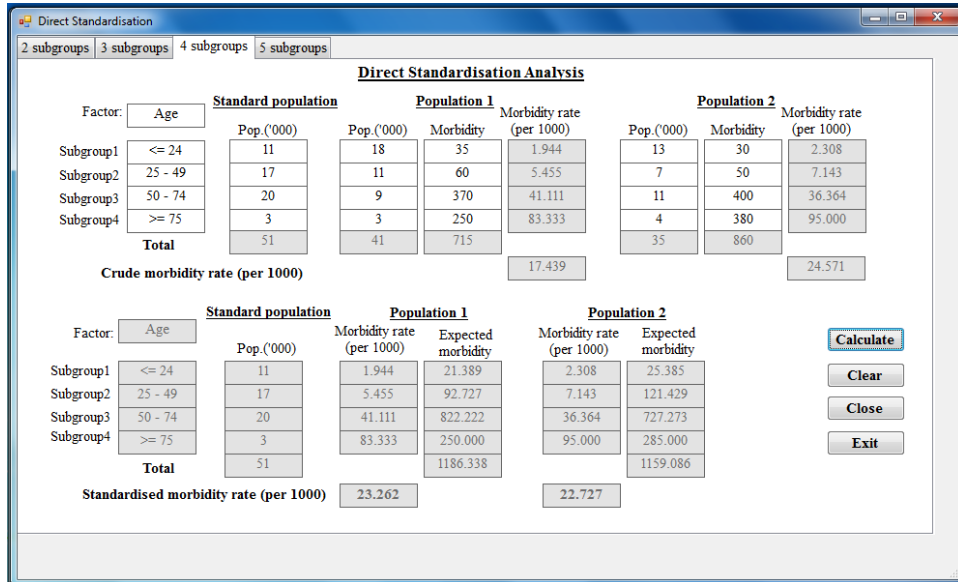 Direct Standardisation
2 subgroups 3 subgroups 4 subgroups 5 subgroups
Direct Standardisation Analysis
Standard population Population 1 Population 2
Factor: Age Pop.('000) Pop.('000) Morbidity Morbidity rate (per 1000) Pop.('000) Morbidity Morbidity rate (per 1000)
Subgroup1 <= 24 11 18 35 1.944 13 30 2.308
Subgroup2 25 - 49 17 11 60 5.455 7 50 7.143
Subgroup3 50 - 74 20 9 370 41.111 11 400 36.364
Subgroup4 >= 75 3 3 250 83.333 4 380 95.000
Total 51 41 715 35 860
Crude morbidity rate (per 1000) 17.439 24.571
Standard population Population 1 Population 2
Factor: Age Pop.('000) Morbidity rate (per 1000) Expected morbidity Morbidity rate (per 1000) Expected morbidity
Subgroup1 <= 24 11 1.944 21.389 2.308 25.385
Subgroup2 25 - 49 17 5.455 92.727 7.143 121.429
Subgroup3 50 - 74 20 41.111 822.222 36.364 727.273
Subgroup4 >= 75 3 83.333 250.000 95.000 285.000
Total 51 1186.338 1159.086
Standardised morbidity rate (per 1000) 23.262 22.727
Calculate
Clear
Close
Exit